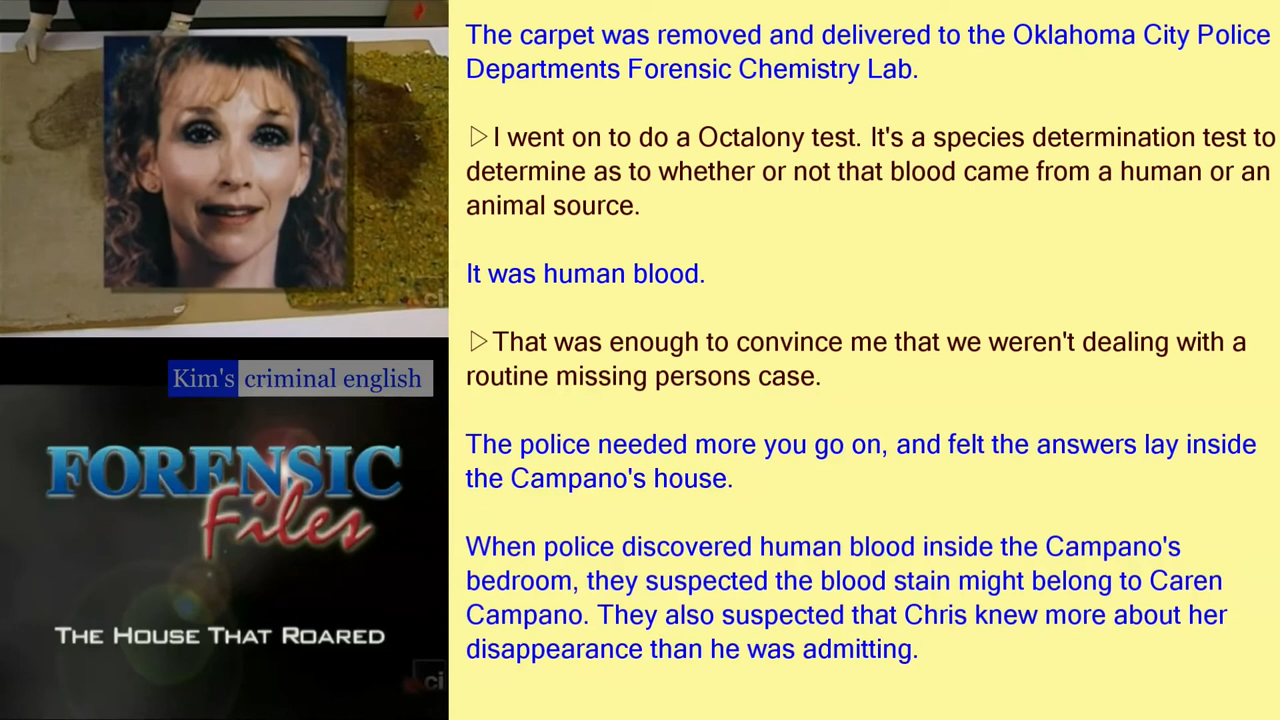 The carpet was removed and delivered to the Oklahoma City Police
Departments Forensic Chemistry Lab.
▷I went on to do a Octalony test. It's a species determination test to
determine as to whether or not that blood came from a human or an
animal source.
It was human blood.
▷That was enough to convince me that we weren't dealing with a
routine missing persons case.
The police needed more you go on, and felt the answers lay inside
the Campano's house.
When police discovered human blood inside the Campano's
bedroom, they suspected the blood stain might belong to Caren
Campano. They also suspected that Chris knew more about her
disappearance than he was admitting.
ci
Kim's criminal english
FORENSIC
Files
THE HOUSE THAT ROARED
ci